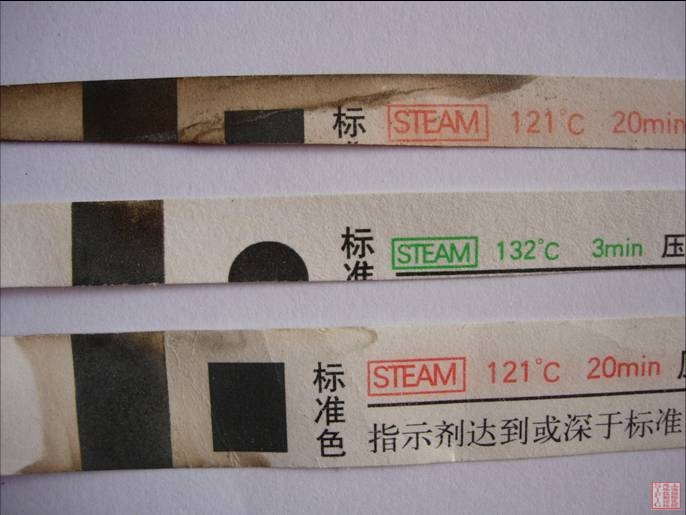 标
STEAM 121°C 20min
标准
STEAM 132°C 3min 压
标准色
STEAM 121°C 20min
指示剂达到或深于标准